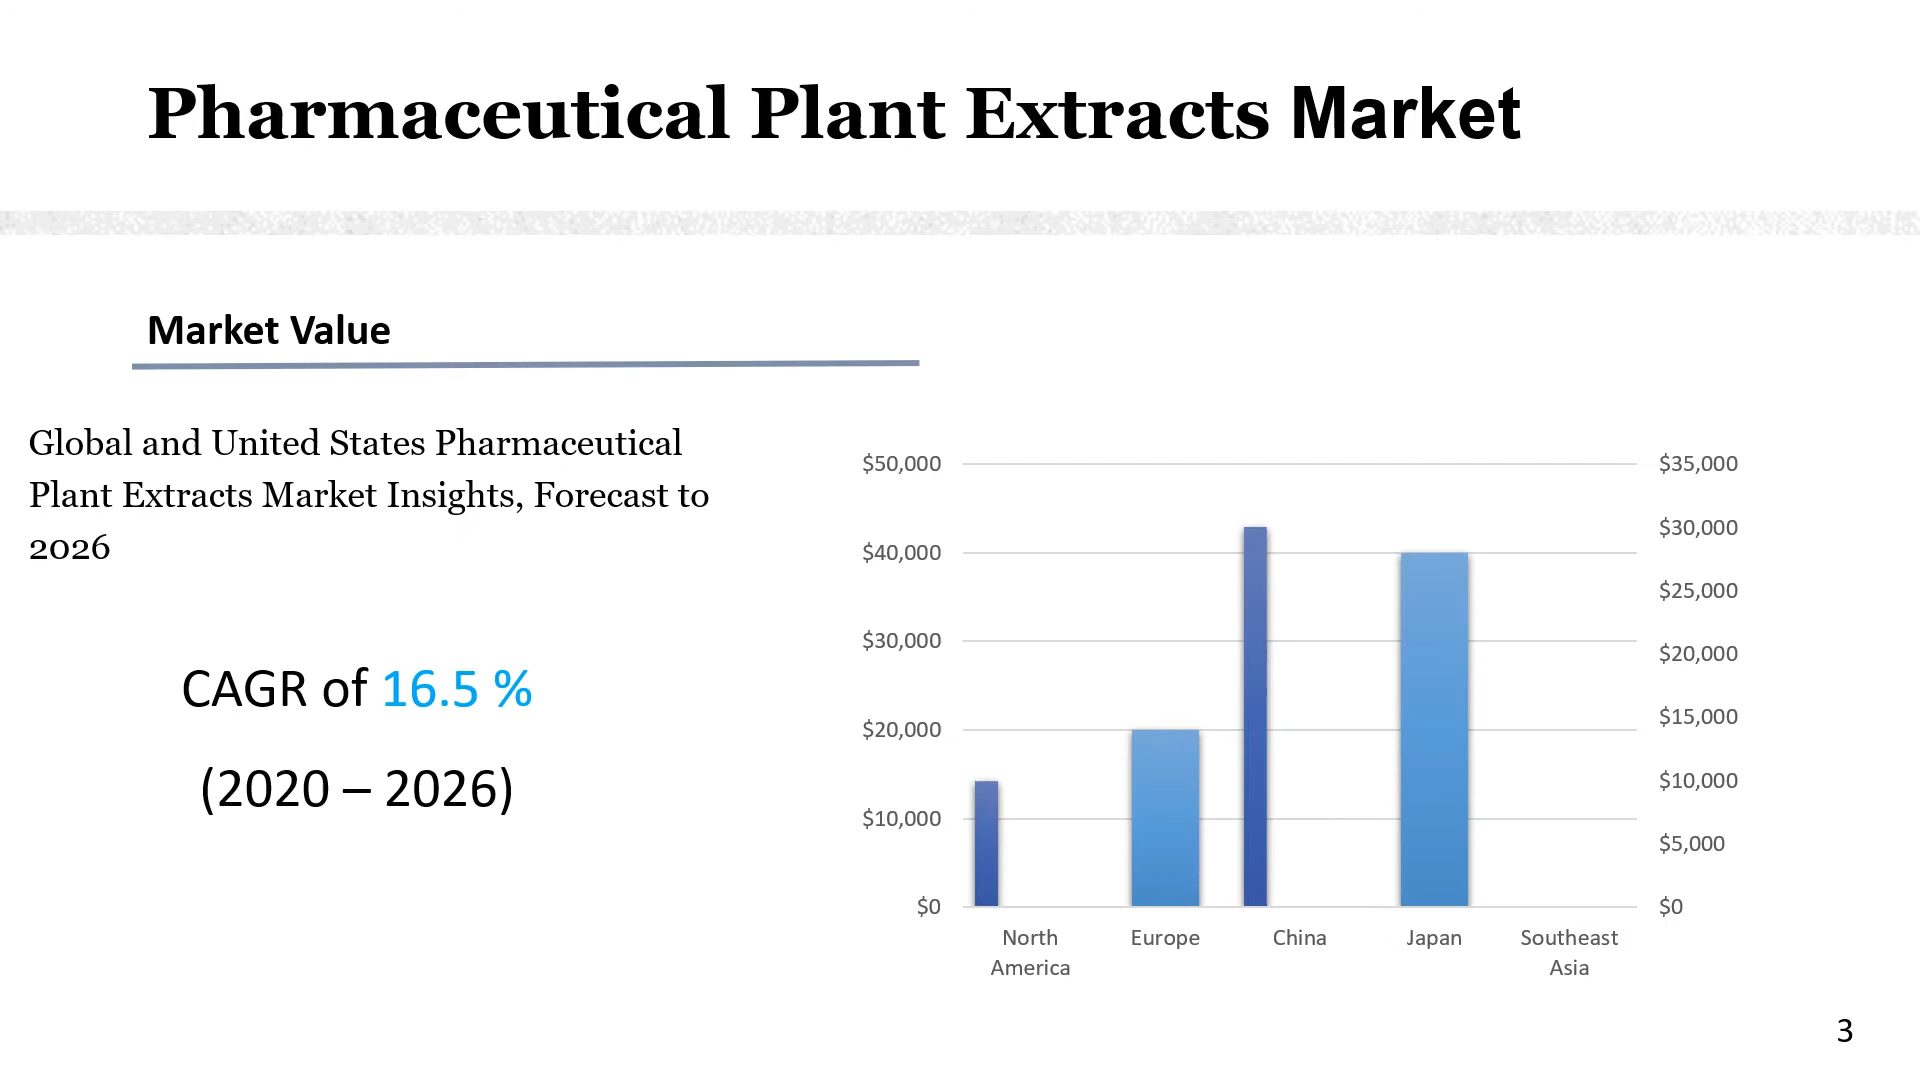 Pharmaceutical Plant Extracts Market
Market Value
Global and United States Pharmaceutical
Plant Extracts Market Insights, Forecast to
2026
CAGR of 16.5 %
(2020 – 2026)
$50,000
$40,000
$30,000
$20,000
$10,000
$0
$35,000
$30,000
$25,000
$20,000
$15,000
$10,000
$5,000
$0
North
America
Europe
China
Japan
Southeast
Asia
3